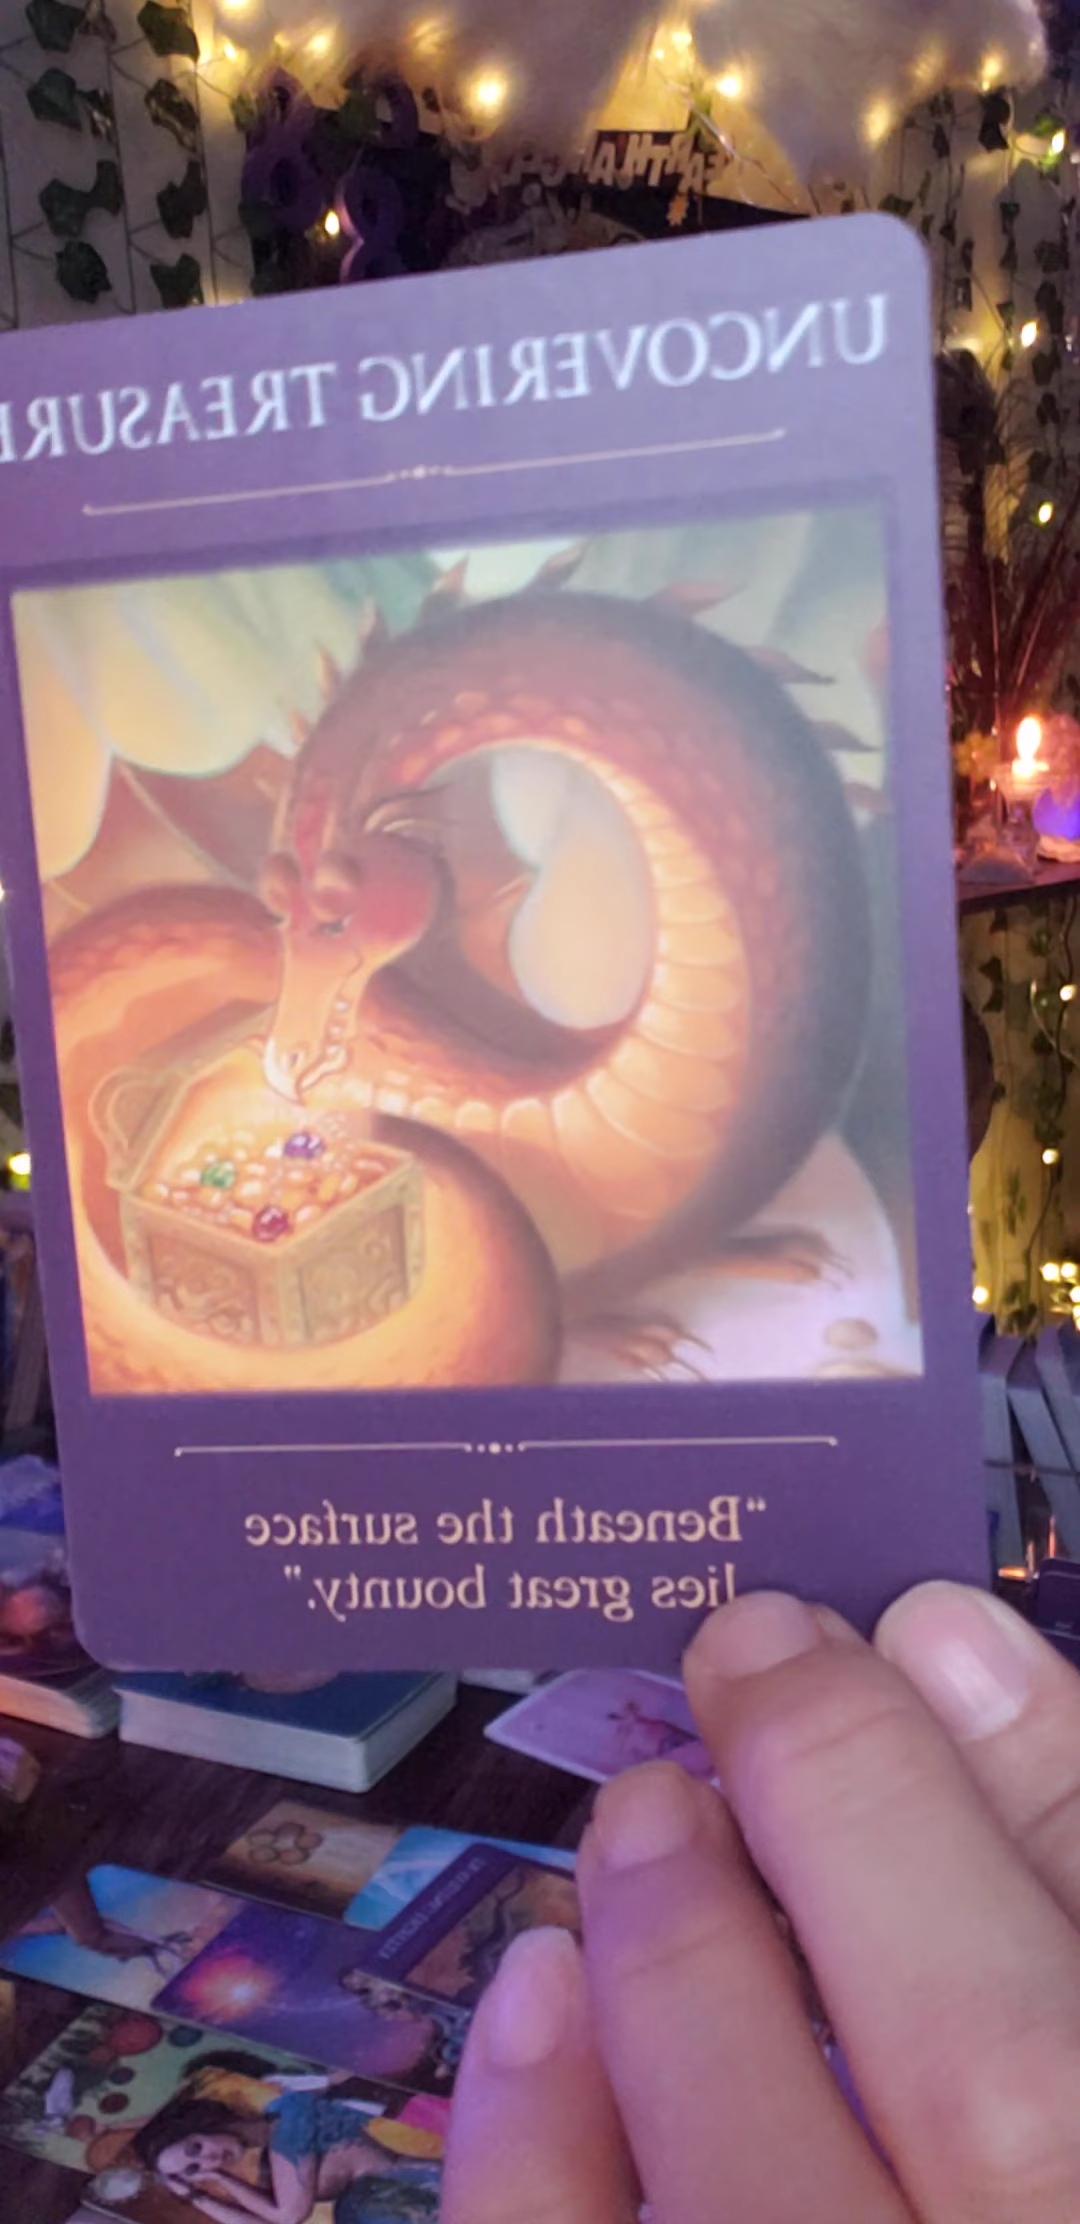 UNCOVERING TREASURE
“Beneath the surface
lies great bounty.”